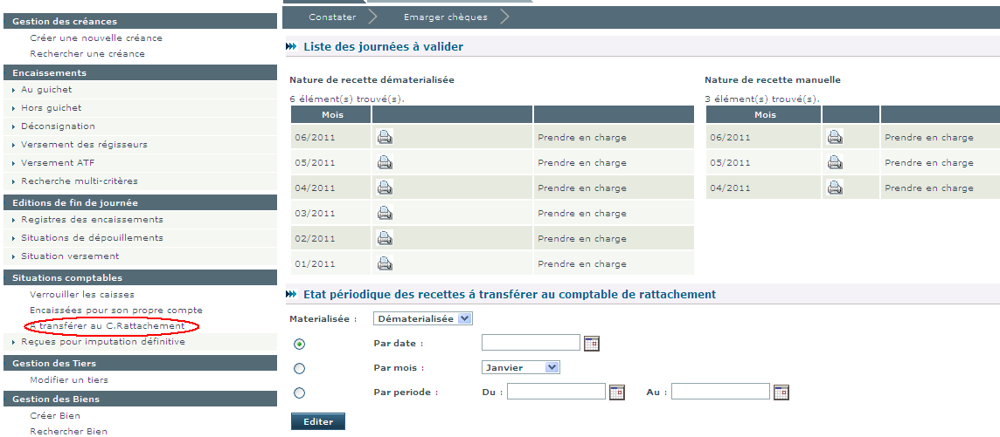 Gestion des créances
Créer une nouvelle créance
Rechercher une créance
Encaissements
Au guichet
Hors guichet
Déconsignation
Versement des régisseurs
Versement ATF
Recherche multi-critères
Editions de fin de journée
Registres des encaissements
Situations de dépouillements
Situation versement
Situations comptables
Verrouiller les caisses
Encaissées pour son propre compte
A transférer au C.Rattachement
Reçues pour imputation définitive
Gestion des Tiers
Modifier un tiers
Gestion des Biens
Créer Bien
Rechercher Bien
Constater Emarger chèques
Liste des journées à valider
Nature de recette dématerialisée
6 élément(s) trouvé(s).
Mois
06/2011 Prendre en charge
05/2011 Prendre en charge
04/2011 Prendre en charge
03/2011 Prendre en charge
02/2011 Prendre en charge
01/2011 Prendre en charge
Nature de recette manuelle
3 élément(s) trouvé(s).
Mois
06/2011 Prendre en charge
05/2011 Prendre en charge
04/2011 Prendre en charge
Etat périodique des recettes á transférer au comptable de rattachement
Materialisée : Dématerialisée
Par date :
Par mois : Janvier
Par periode : Du : Au :
Editer